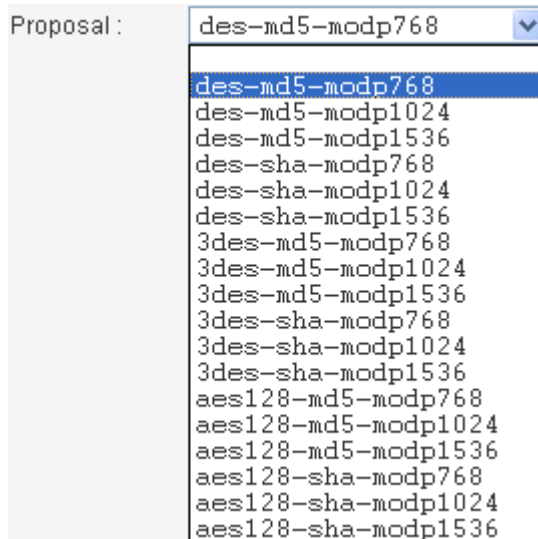 Proposal : des-md5-modp768
des-md5-modp768
des-md5-modp1024
des-md5-modp1536
des-sha-modp768
des-sha-modp1024
des-sha-modp1536
3des-md5-modp768
3des-md5-modp1024
3des-md5-modp1536
3des-sha-modp768
3des-sha-modp1024
3des-sha-modp1536
aes128-md5-modp768
aes128-md5-modp1024
aes128-md5-modp1536
aes128-sha-modp768
aes128-sha-modp1024
aes128-sha-modp1536